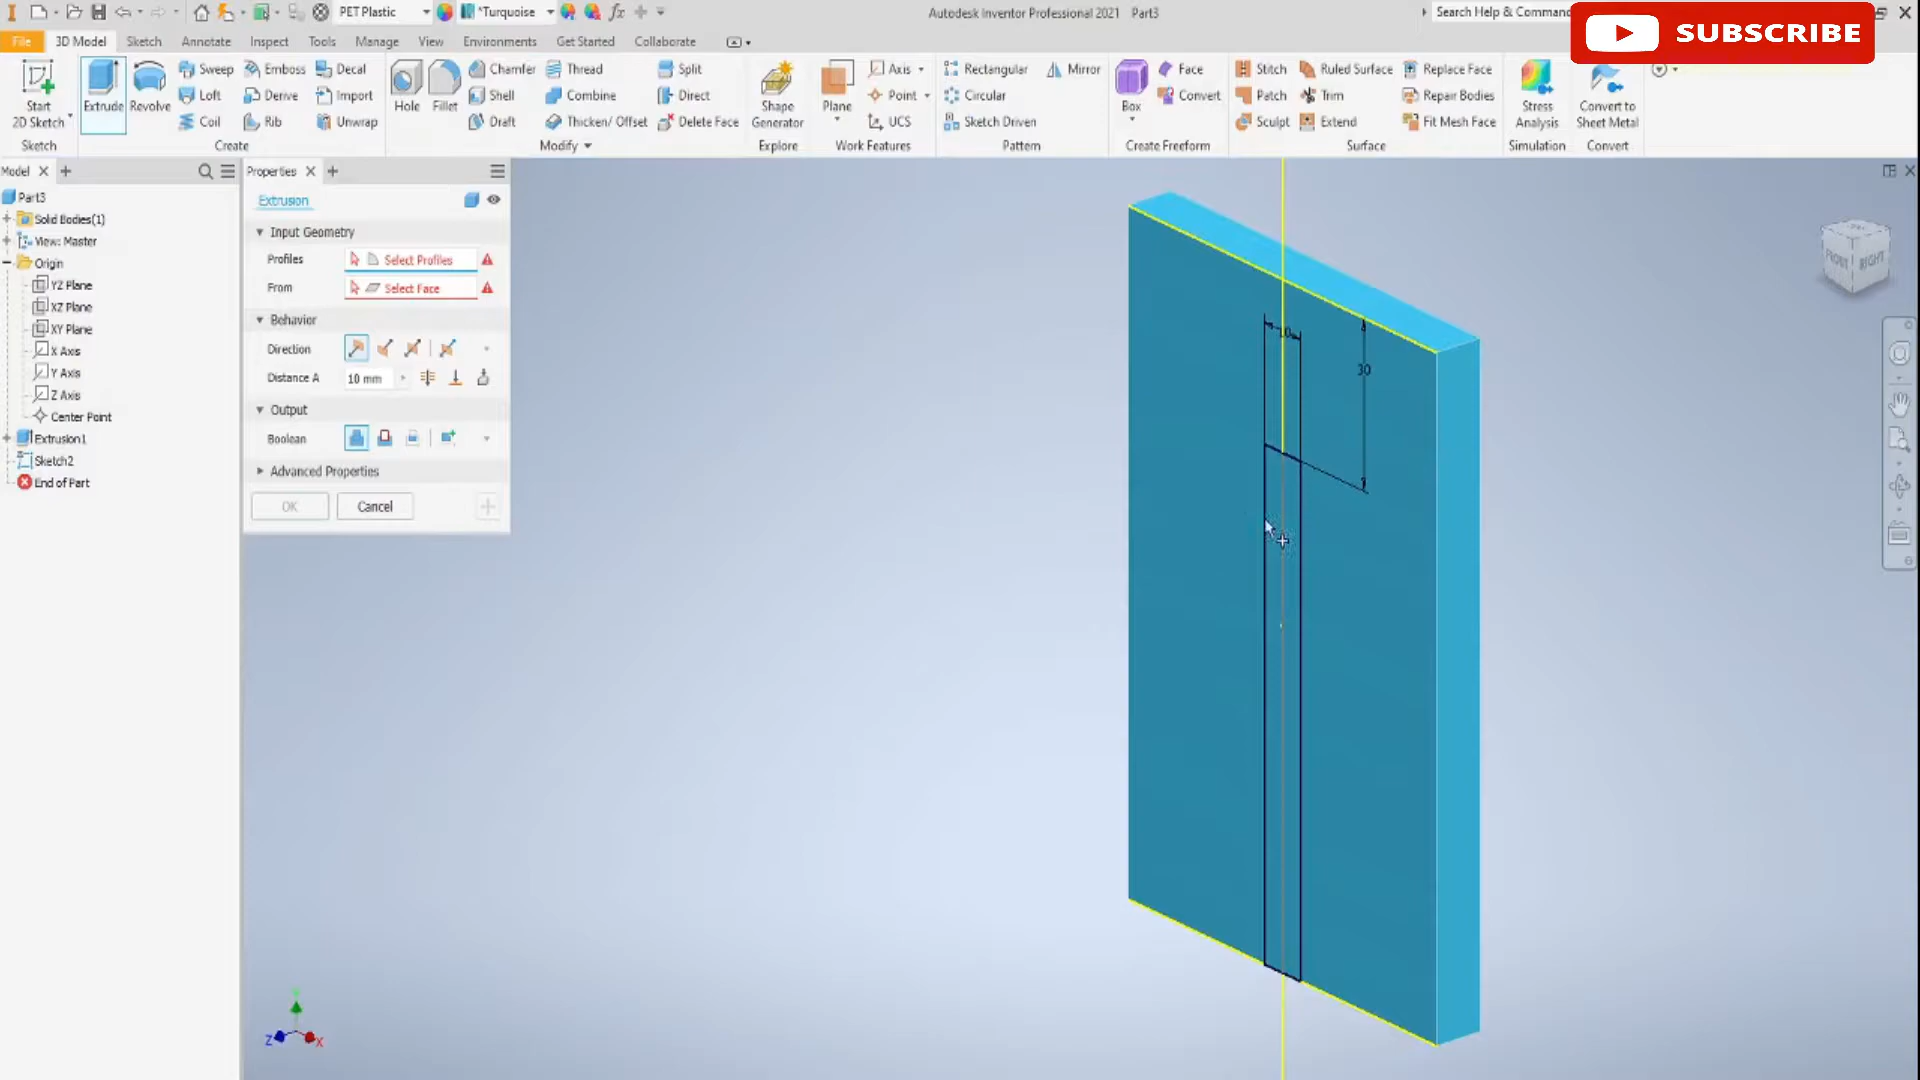 PET Plastic
*Turquoise
Autodesk Inventor Professional 2021 Part3
Search Help & Comman
SUBSCRIBE
File 3D Model Sketch Annotate Inspect Tools Manage View Environments Get Started Collaborate
Start
2D Sketch
Extrude
Revolve
Sweep
Loft
Coil
Emboss
Derive
Rib
Decal
Import
Unwrap
Hole
Fillet
Chamfer
Shell
Draft
Thread
Combine
Thicken/ Offset
Split
Direct
Delete Face
Shape
Generator
Plane
Axis
Point
UCS
Rectangular
Circular
Sketch Driven
Mirror
Box
Face
Convert
Stitch
Patch
Sculpt
Ruled Surface
Trim
Extend
Replace Face
Repair Bodies
Fit Mesh Face
Stress
Analysis
Convert to
Sheet Metal
Sketch Create Modify Explore Work Features Pattern Create Freeform Surface Simulation Convert
Model
Part3
Solid Bodies(1)
View: Master
Origin
YZ Plane
XZ Plane
XY Plane
X Axis
Y Axis
Z Axis
Center Point
Extrusion1
Sketch2
End of Part
Properties
Extrusion
Input Geometry
Profiles Select Profiles
From Select Face
Behavior
Direction
Distance A 10 mm
Output
Boolean
Advanced Properties
OK Cancel
10
30
FRONT RIGHT
Z X